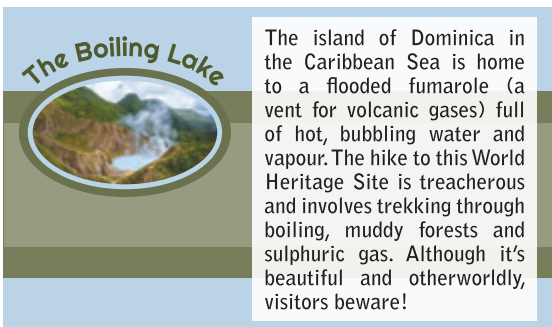 The Boiling Lake
The island of Dominica in
the Caribbean Sea is home
to a flooded fumarole (a
vent for volcanic gases) full
of hot, bubbling water and
vapour. The hike to this World
Heritage Site is treacherous
and involves trekking through
boiling, muddy forests and
sulphuric gas. Although it's
beautiful and otherworldly,
visitors beware!